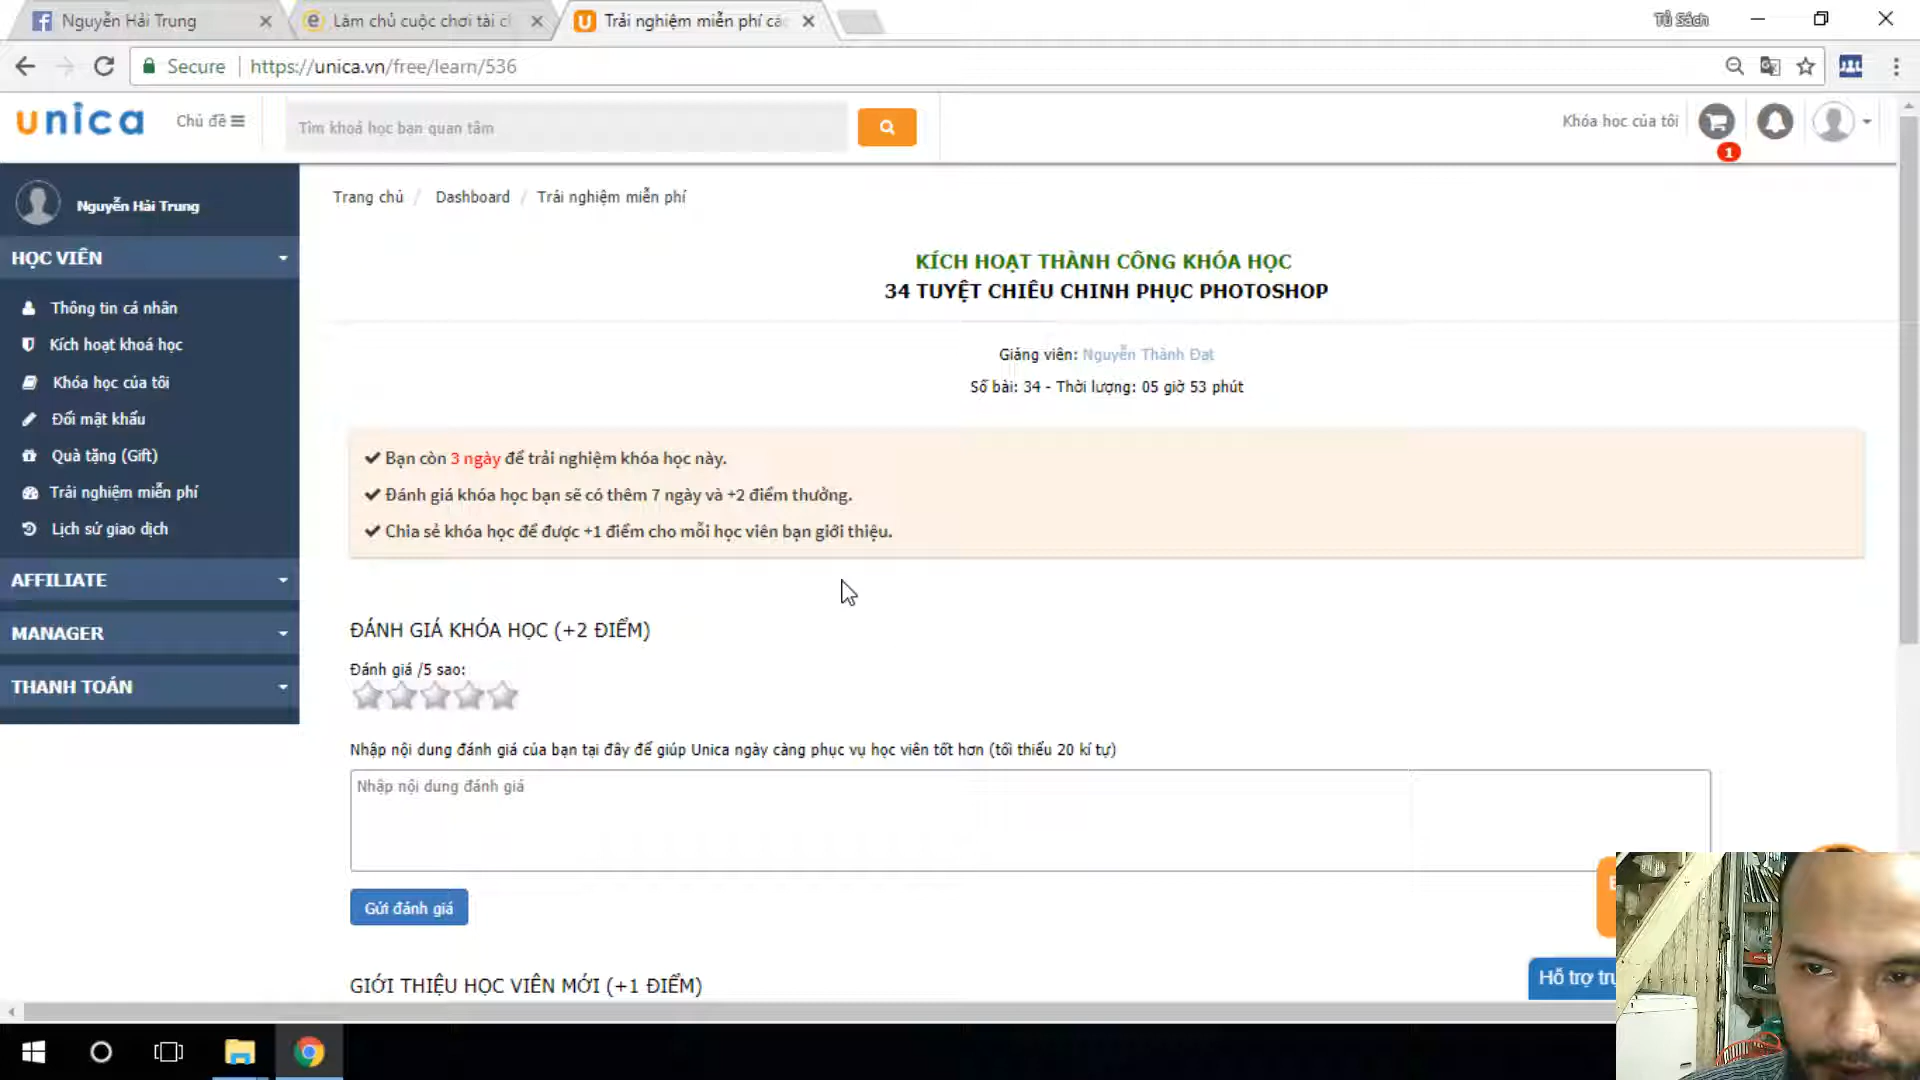 Nguyễn Hải Trung
Làm chủ cuộc chơi tài ch
Trải nghiệm miễn phí cá
Tủ Sách
Secure
https://unica.vn/free/learn/536
unica
Chủ đề
Tìm khoá học bạn quan tâm
Khóa học của tôi
1
Nguyễn Hải Trung
HỌC VIÊN
Thông tin cá nhân
Kích hoạt khoá học
Khóa học của tôi
Đổi mật khẩu
Quà tặng (Gift)
Trải nghiệm miễn phí
Lịch sử giao dịch
AFFILIATE
MANAGER
THANH TOÁN
Trang chủ / Dashboard / Trải nghiệm miễn phí
KÍCH HOẠT THÀNH CÔNG KHÓA HỌC
34 TUYỆT CHIÊU CHINH PHỤC PHOTOSHOP
Giảng viên: Nguyễn Thành Đạt
Số bài: 34 - Thời lượng: 05 giờ 53 phút
Bạn còn 3 ngày để trải nghiệm khóa học này.
Đánh giá khóa học bạn sẽ có thêm 7 ngày và +2 điểm thưởng.
Chia sẻ khóa học để được +1 điểm cho mỗi học viên bạn giới thiệu.
ĐÁNH GIÁ KHÓA HỌC (+2 ĐIỂM)
Đánh giá /5 sao:
Nhập nội dung đánh giá của bạn tại đây để giúp Unica ngày càng phục vụ học viên tốt hơn (tối thiểu 20 kí tự)
Nhập nội dung đánh giá
Gửi đánh giá
GIỚI THIỆU HỌC VIÊN MỚI (+1 ĐIỂM)
Hỗ trợ